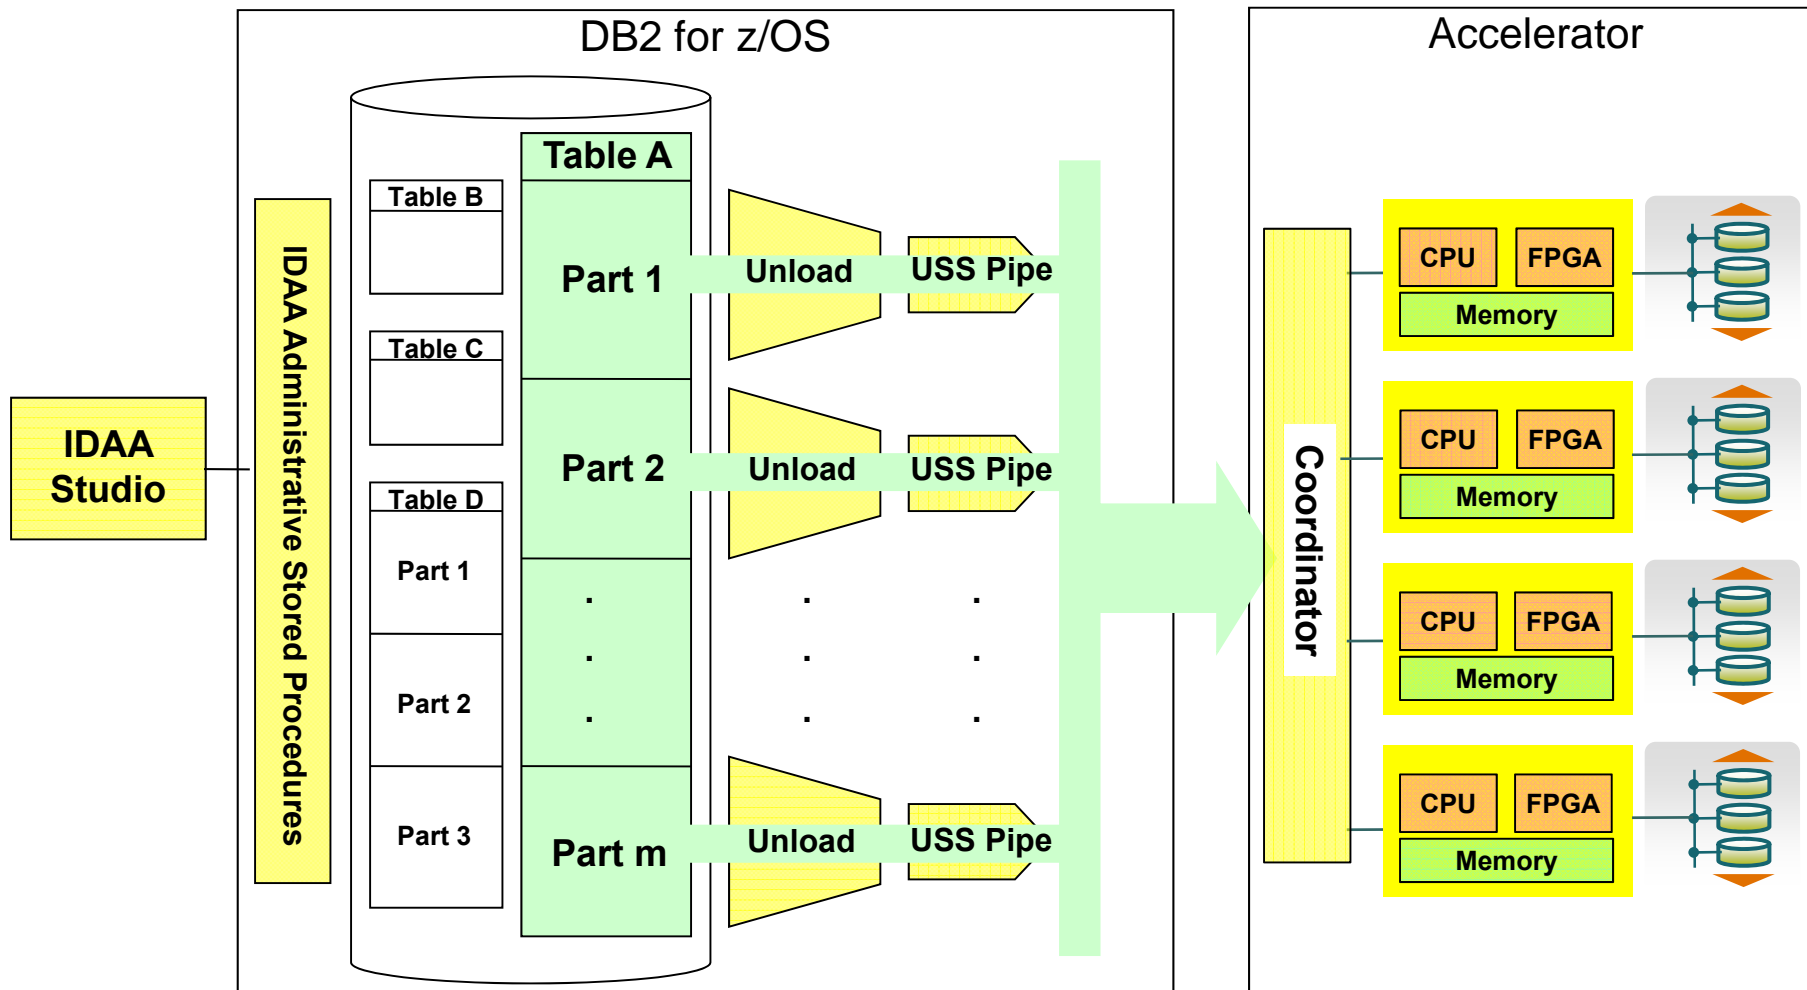 DB2 for z/OS
Accelerator
IDAA
Studio
IDAA Administrative Stored Procedures
Table B
Table C
Table D
Part 1
Part 2
Part 3
Table A
Part 1
Part 2
.
.
.
Part m
Unload
USS Pipe
Unload
USS Pipe
.
.
.
.
.
.
Unload
USS Pipe
Coordinator
CPU
FPGA
Memory
CPU
FPGA
Memory
CPU
FPGA
Memory
CPU
FPGA
Memory